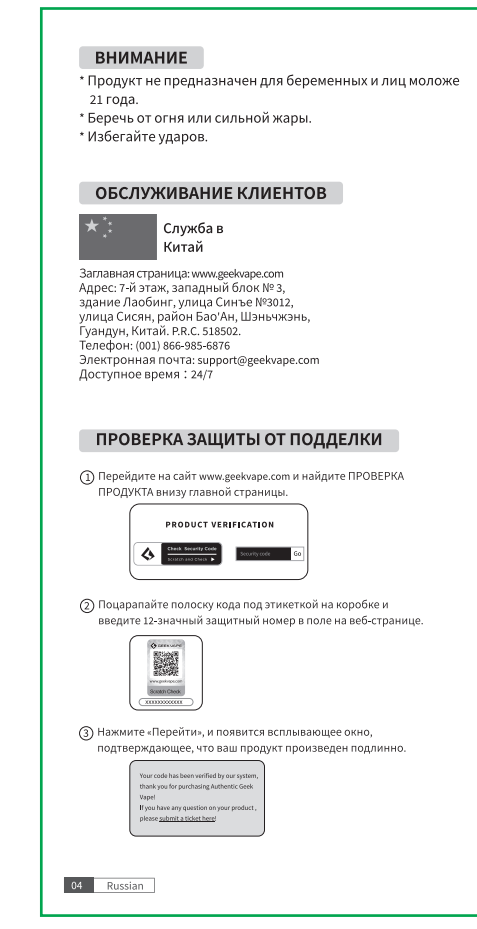 ВНИМАНИЕ
* Продукт не предназначен для беременных и лиц моложе
21 года.
* Беречь от огня или сильной жары.
* Избегайте ударов.
ОБСЛУЖИВАНИЕ КЛИЕНТОВ
Служба в
Китай
Заглавная страница: www.geekvape.com
Адрес: 7-й этаж, западный блок № 3,
здание Лаобинг, улица Синъе №3012,
улица Сисян, район Бао'Ан, Шэньчжэнь,
Гуандун, Китай. P.R.C. 518502.
Телефон: (001) 866-985-6876
Электронная почта: support@geekvape.com
Доступное время：24/7
ПРОВЕРКА ЗАЩИТЫ ОТ ПОДДЕЛКИ
① Перейдите на сайт www.geekvape.com и найдите ПРОВЕРКА
ПРОДУКТА внизу главной страницы.
PRODUCT VERIFICATION
Check Security Code
Scratch and Check ▶
Security code
Go
② Поцарапайте полоску кода под этикеткой на коробке и
введите 12-значный защитный номер в поле на веб-странице.
GEEKVAPE
www.geekvape.com
Scratch Check
XXXXXXXXXXXX
③ Нажмите «Перейти», и появится всплывающее окно,
подтверждающее, что ваш продукт произведен подлинно.
Your code has been verified by our system,
thank you for purchasing Authentic Geek
Vape!
If you have any question on your product ,
please submit a ticket here!
04
Russian